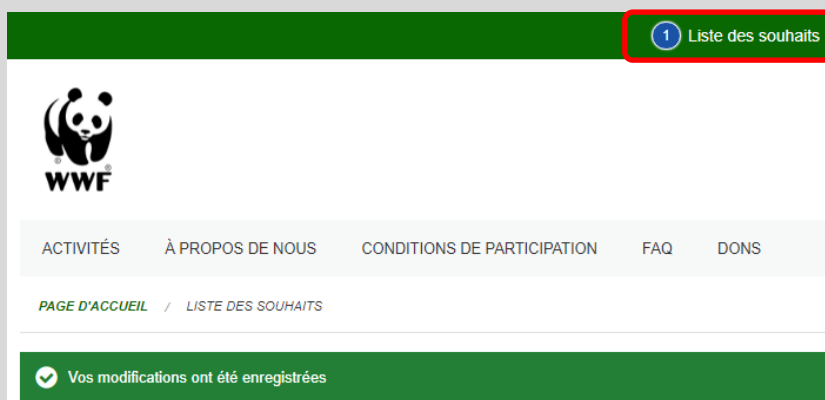 1 Liste des souhaits
® ®
WWF
ACTIVITÉS À PROPOS DE NOUS CONDITIONS DE PARTICIPATION FAQ DONS
PAGE D'ACCUEIL / LISTE DES SOUHAITS
Vos modifications ont été enregistrées